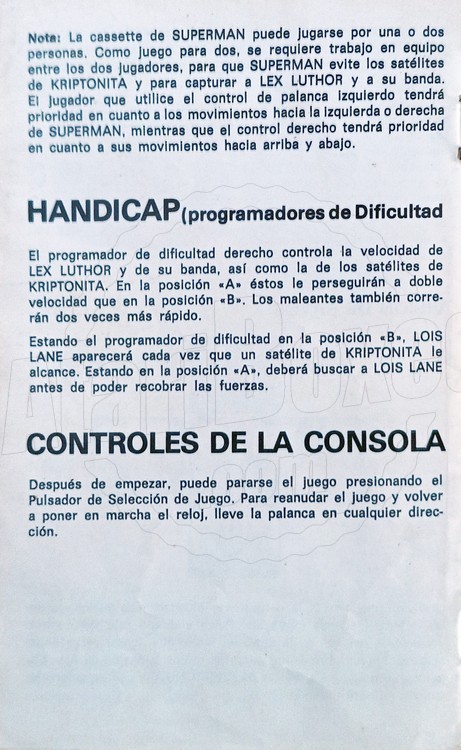 Nota: La cassette de SUPERMAN puede jugarse por una o dos
personas. Como juego para dos, se requiere trabajo en equipo
entre los dos jugadores, para que SUPERMAN evite los satélites
de KRIPTONITA y para capturar a LEX LUTHOR y a su banda.
El jugador que utilice el control de palanca izquierdo tendrá
prioridad en cuanto a los movimientos hacia la izquierda o derecha
de SUPERMAN, mientras que el control derecho tendrá prioridad
en cuanto a sus movimientos hacia arriba y abajo.
HANDICAP (programadores de Dificultad
El programador de dificultad derecho controla la velocidad de
LEX LUTHOR y de su banda, así como la de los satélites de
KRIPTONITA. En la posición «A» éstos le perseguirán a doble
velocidad que en la posición «B». Los maleantes también corre-
rán dos veces más rápido.
Estando el programador de dificultad en la posición «B», LOIS
LANE aparecerá cada vez que un satélite de KRIPTONITA le
alcance. Estando en la posición «A», deberá buscar a LOIS LANE
antes de poder recobrar las fuerzas.
CONTROLES DE LA CONSOLA
Después de empezar, puede pararse el juego presionando el
Pulsador de Selección de Juego. Para reanudar el juego y volver
a poner en marcha el reloj, lleve la palanca en cualquier direc-
ción.